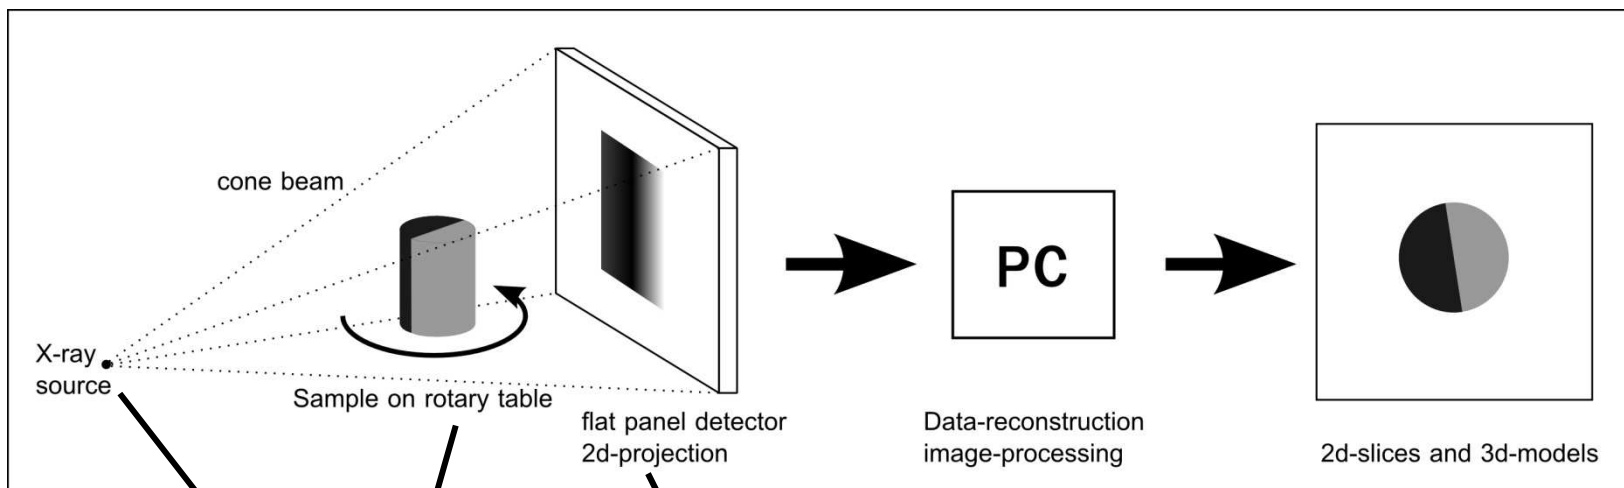 cone beam
X-ray
source
Sample on rotary table
flat panel detector
2d-projection
PC
Data-reconstruction
image-processing
2d-slices and 3d-models